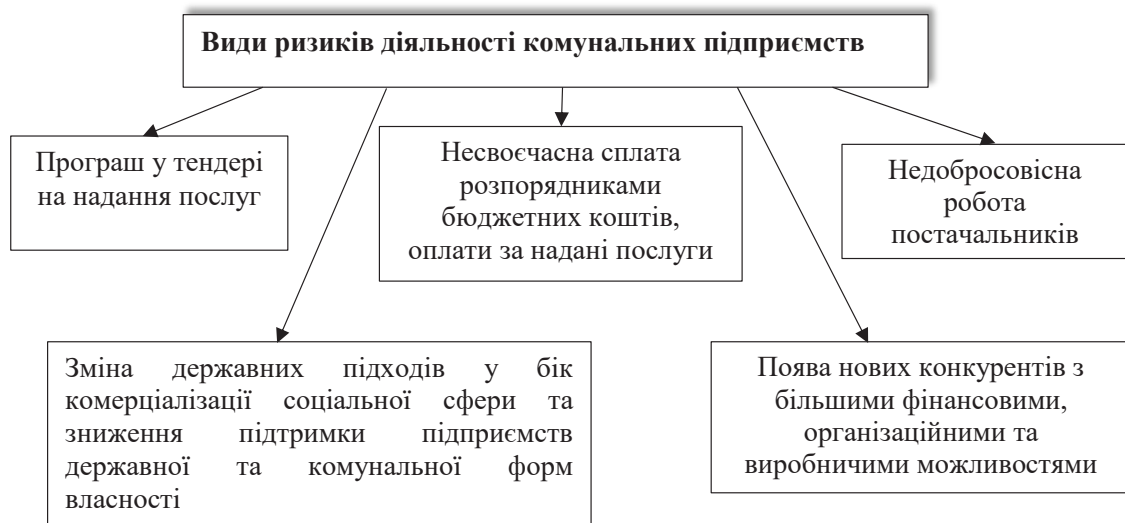 Види ризиків діяльності комунальних підприємств
Програш у тендері
на надання послуг
Несвоєчасна сплата
розпорядниками
бюджетних коштів,
оплати за надані послуги
Недобросовісна
робота
постачальників
Зміна державних підходів у бік
комерціалізації соціальної сфери та
зниження підтримки підприємств
державної та комунальної форм
власності
Поява нових конкурентів з
більшими фінансовими,
організаційними та
виробничими можливостями